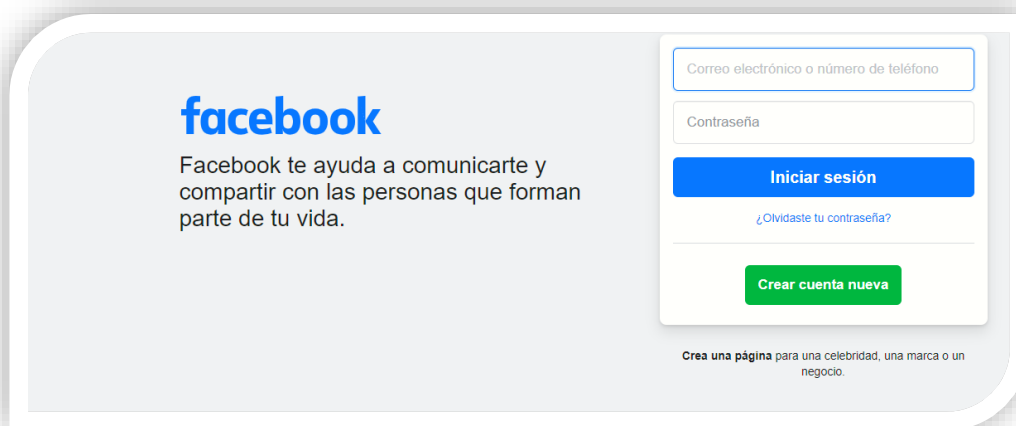 facebook
Facebook te ayuda a comunicarte y
compartir con las personas que forman
parte de tu vida.
Correo electrónico o número de teléfono
Contraseña
Iniciar sesión
¿Olvidaste tu contraseña?
Crear cuenta nueva
Crea una página para una celebridad, una marca o un
negocio.